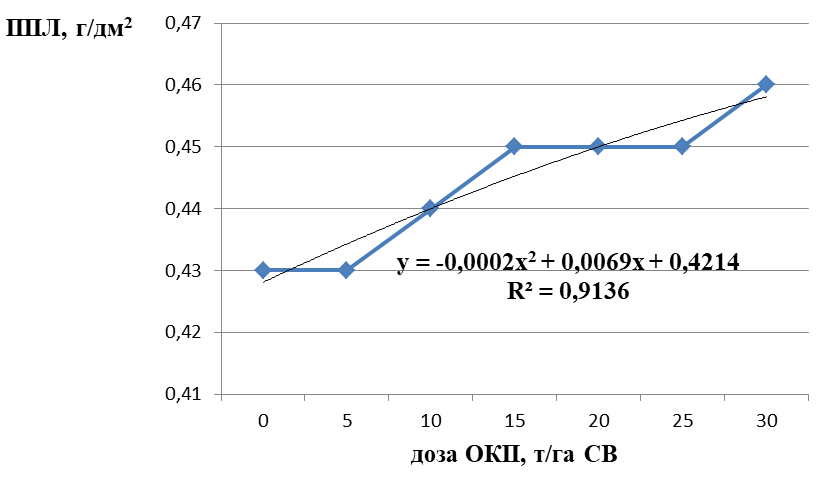 ППЛ, г/дм²
0,47
0,46
0,45
0,44
0,43
0,42
0,41
y = -0,0002x² + 0,0069x + 0,4214
R² = 0,9136
0 5 10 15 20 25 30
доза ОКП, т/га СВ